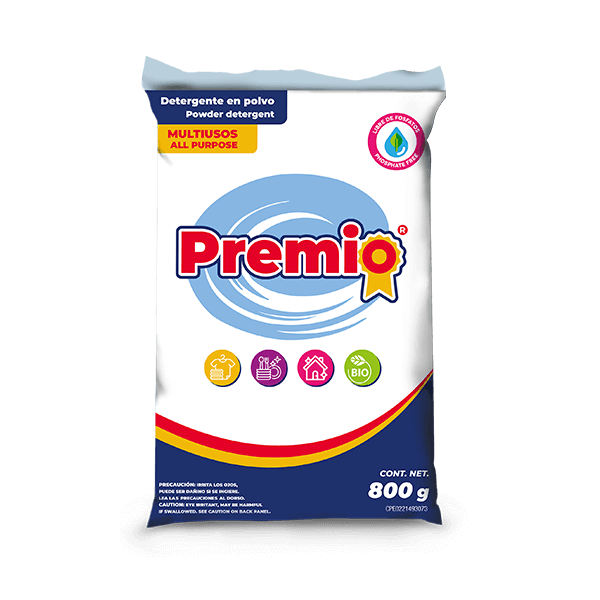 Detergente en polvo
Powder detergent
MULTIUSOS
ALL PURPOSE
LIBRE DE FOSFATOS
PHOSPHATE FREE
Premio®
BIO
PRECAUCIÓN: IRRITA LOS OJOS,
PUEDE SER DAÑINO SI SE INGIERE.
LEA LAS PRECAUCIONES AL DORSO.
CAUTION: EYE IRRITANT, MAY BE HARMFUL
IF SWALLOWED. SEE CAUTION ON BACK PANEL.
CONT. NET.
800 g
CPE0221493073